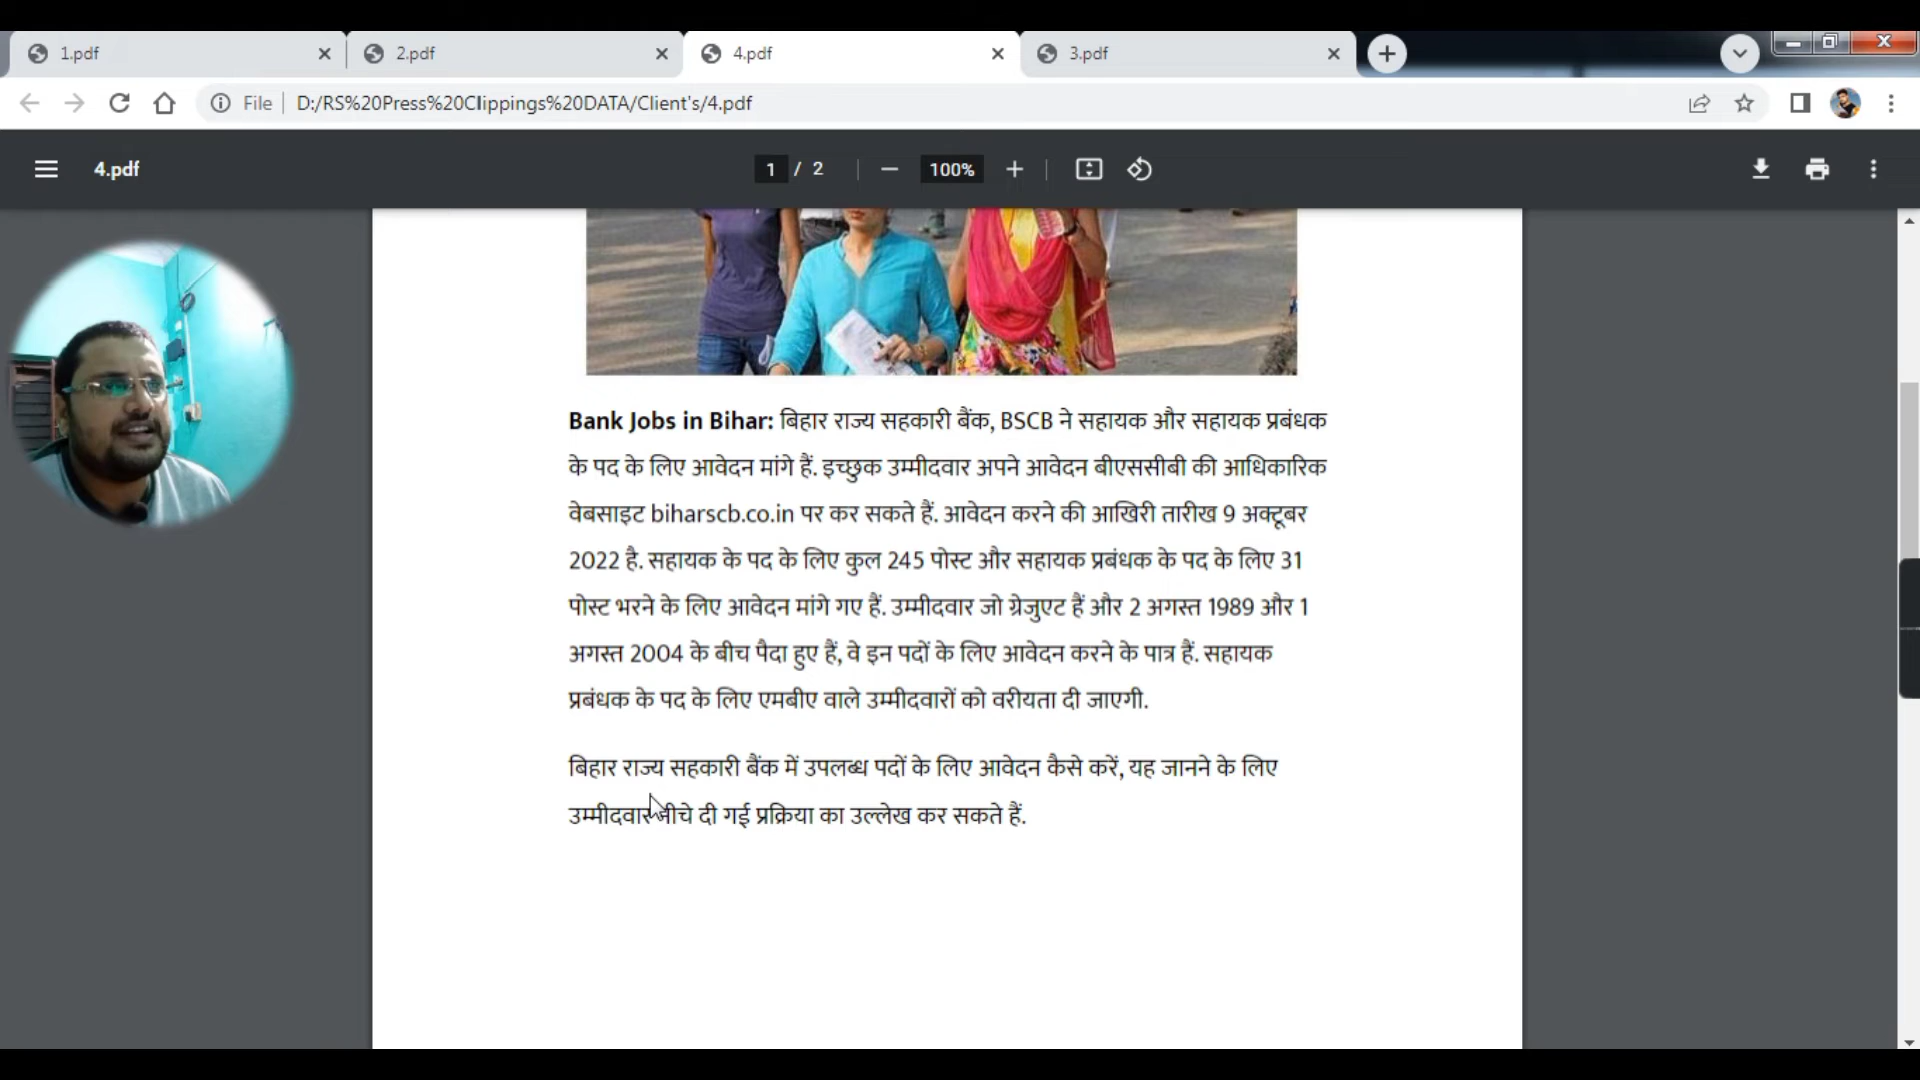 1.pdf
2.pdf
4.pdf
3.pdf
File
D:/RS%20Press%20Clippings%20DATA/Client's/4.pdf
4.pdf
1 / 2
100%
Bank Jobs in Bihar: बिहार राज्य सहकारी बैंक, BSCB ने सहायक और सहायक प्रबंधक
के पद के लिए आवेदन मांगे हैं. इच्छुक उम्मीदवार अपने आवेदन बीएससीबी की आधिकारिक
वेबसाइट biharscb.co.in पर कर सकते हैं. आवेदन करने की आखिरी तारीख 9 अक्टूबर
2022 है. सहायक के पद के लिए कुल 245 पोस्ट और सहायक प्रबंधक के पद के लिए 31
पोस्ट भरने के लिए आवेदन मांगे गए हैं. उम्मीदवार जो ग्रेजुएट हैं और 2 अगस्त 1989 और 1
अगस्त 2004 के बीच पैदा हुए हैं, वे इन पदों के लिए आवेदन करने के पात्र हैं. सहायक
प्रबंधक के पद के लिए एमबीए वाले उम्मीदवारों को वरीयता दी जाएगी.
बिहार राज्य सहकारी बैंक में उपलब्ध पदों के लिए आवेदन कैसे करें, यह जानने के लिए
उम्मीदवार नीचे दी गई प्रक्रिया का उल्लेख कर सकते हैं.